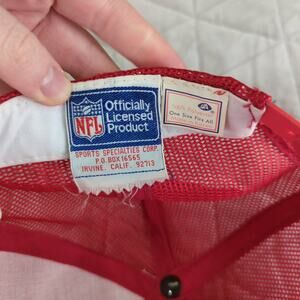 NFL
Officially
Licensed
Product
SPORTS SPECIALTIES CORP.
P.O. BOX 16565
IRVINE, CALIF. 92713
One Size Fits All